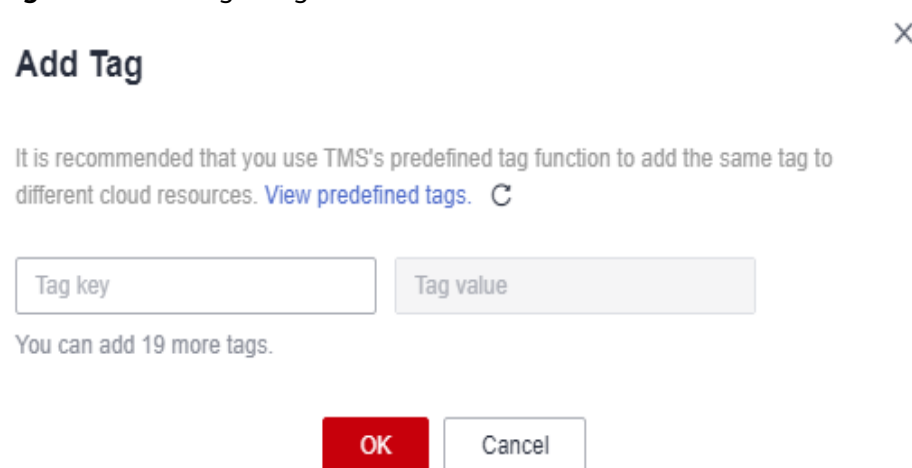 Add Tag
It is recommended that you use TMS's predefined tag function to add the same tag to
different cloud resources. View predefined tags.
Tag key
Tag value
You can add 19 more tags.
OK
Cancel